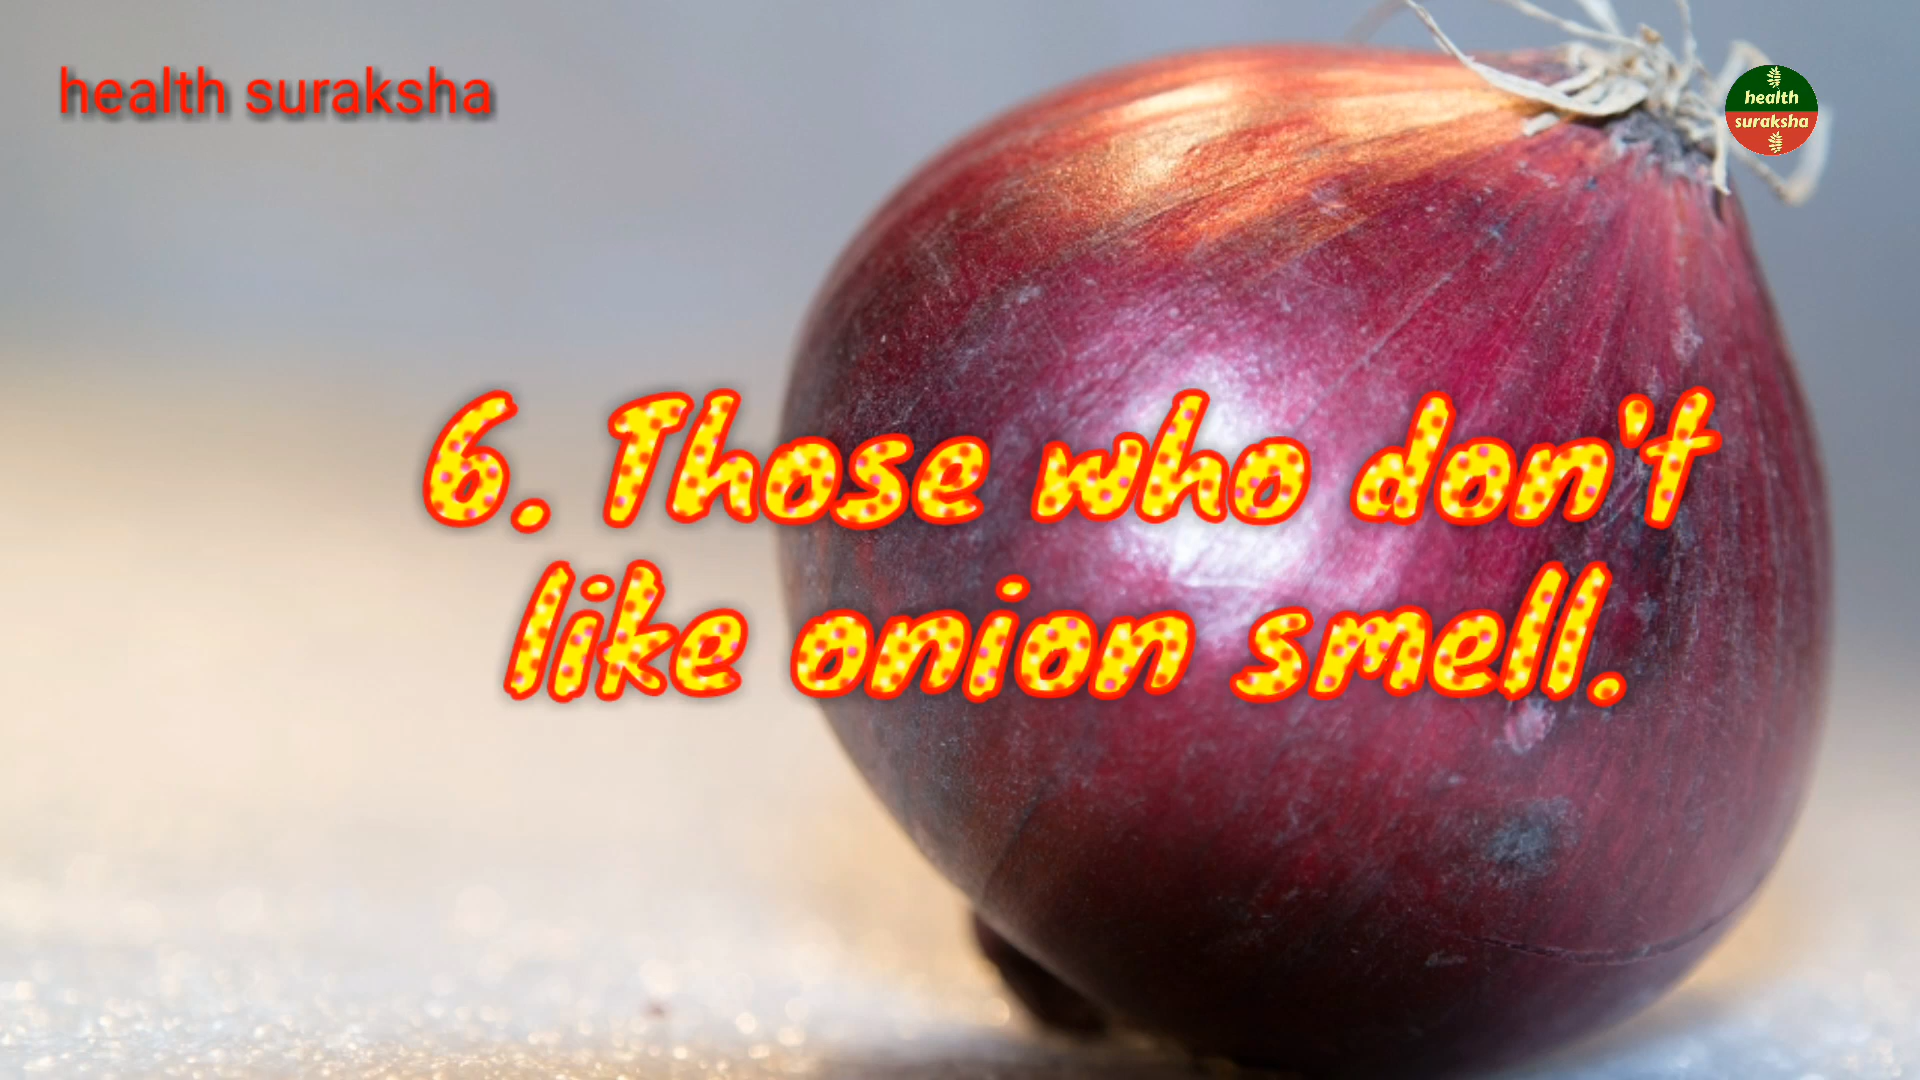 health suraksha
health
suraksha
6. Those who don't
like onion smell.